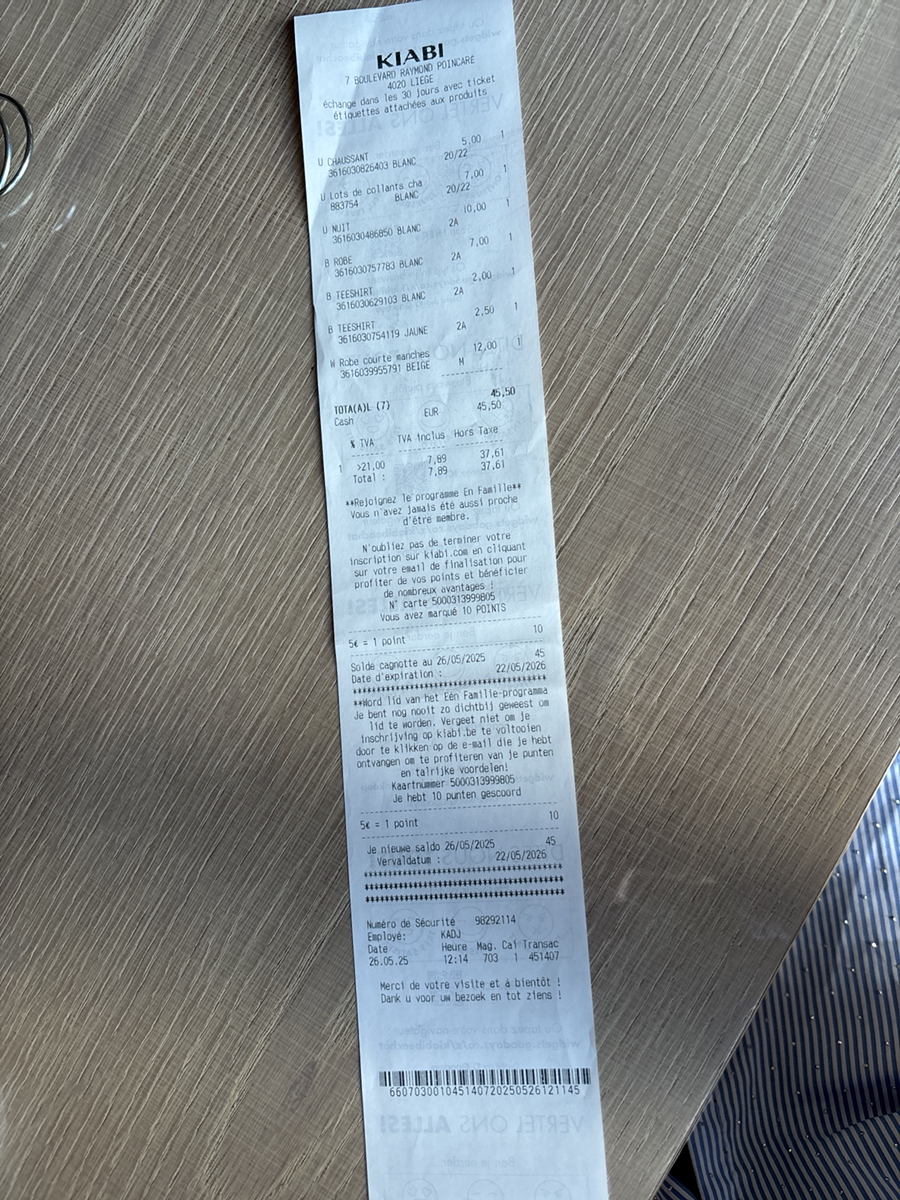 KIABI
7 BOULEVARD RAYMOND POINCARE
4020 LIEGE
échange dans les 30 jours avec ticket
étiquettes attachées aux produits
5,00 1
U CHAUSSANT 20/22
3616030826403 BLANC
7,00 1
U Lots de collants cha 20/22
883754 BLANC
10,00 1
U NUIT 2A
3616030486850 BLANC
7,00 1
B ROBE 2A
3616030757783 BLANC
2,00 1
B TEESHIRT 2A
3616030629103 BLANC
2,50 1
B TEESHIRT 2A
3616030754119 JAUNE
12,00 1
W Robe courte manches M
3616039955791 BEIGE
TOTA(A)L (7) 45,50
Cash EUR 45,50
% TVA TVA inclus Hors Taxe
1 >21,00 7,89 37,61
Total : 7,89 37,61
**Rejoignez le programme En Famille**
Vous n'avez jamais été aussi proche
d'être membre.
N'oubliez pas de terminer votre
inscription sur kiabi.com en cliquant
sur votre email de finalisation pour
profiter de vos points et bénéficier
de nombreux avantages !
N° carte 5000313999805
Vous avez marqué 10 POINTS
5€ = 1 point 10
Solde cagnotte au 26/05/2025 45
Date d'expiration : 22/05/2026
****************************************
**Word lid van het Eén Famille-programma
Je bent nog nooit zo dichtbij geweest om
lid te worden. Vergeet niet om je
inschrijving op kiabi.be te voltooien
door te klikken op de e-mail die je hebt
ontvangen om te profiteren van je punten
en talrijke voordelen!
Kaartnummer 5000313999805
Je hebt 10 punten gescoord
5€ = 1 point 10
Je nieuwe saldo 26/05/2025 45
Vervaldatum : 22/05/2026
****************************************
****************************************
****************************************
Numéro de Sécurité 98292114
Employé: KADJ
Date Heure Mag. Cai Transac
26.05.25 12:14 703 1 451407
Merci de votre visite et à bientôt !
Dank u voor uw bezoek en tot ziens !
660703001045140720250526121145
VERTEL ONS ALLES!